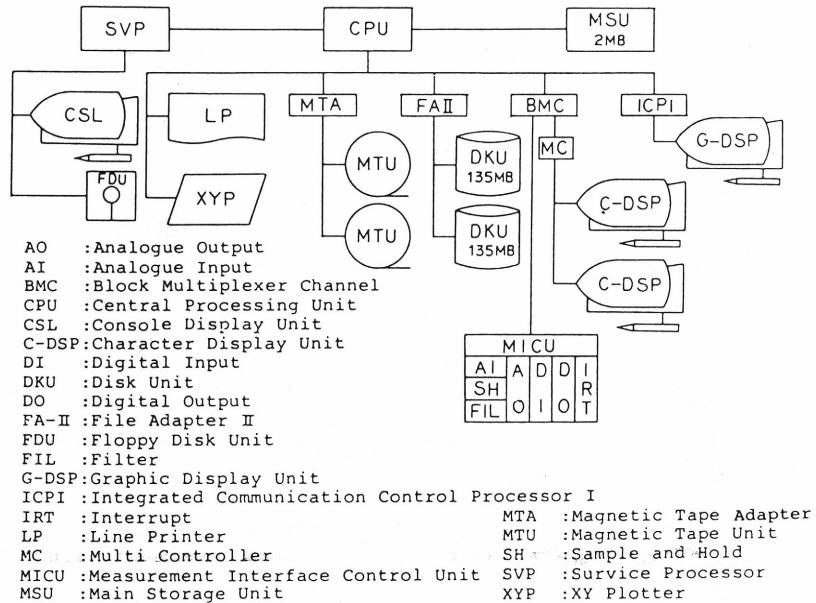 SVP
CPU
MSU
2MB
CSL
LP
MTA
FAⅡ
BMC
ICPI
MTU
DKU
135MB
MC
G-DSP
FDU
XYP
C-DSP
MTU
DKU
135MB
C-DSP
MICU
AI
SH
FIL
AO
DI
DO
IRT
AO :Analogue Output
AI :Analogue Input
BMC :Block Multiplexer Channel
CPU :Central Processing Unit
CSL :Console Display Unit
C-DSP:Character Display Unit
DI :Digital Input
DKU :Disk Unit
DO :Digital Output
FA-Ⅱ :File Adapter Ⅱ
FDU :Floppy Disk Unit
FIL :Filter
G-DSP:Graphic Display Unit
ICPI :Integrated Communication Control Processor I
IRT :Interrupt
LP :Line Printer
MC :Multi Controller
MICU :Measurement Interface Control Unit
MSU :Main Storage Unit
MTA :Magnetic Tape Adapter
MTU :Magnetic Tape Unit
SH :Sample and Hold
SVP :Survice Processor
XYP :XY Plotter